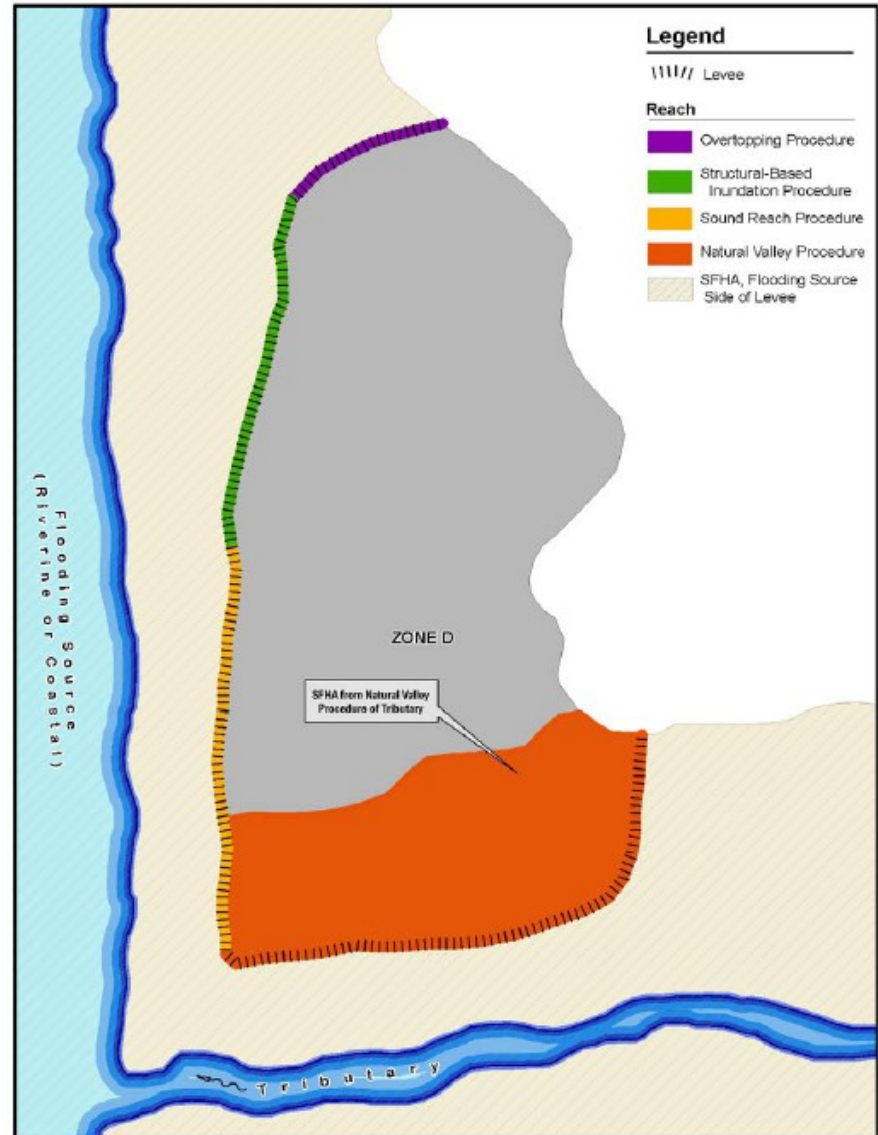 Legend
Levee
Reach
Overtopping Procedure
Structural-Based
Inundation Procedure
Sound Reach Procedure
Natural Valley Procedure
SFHA, Flooding Source
Side of Levee
Flooding Source
(Riverine or Coastal)
ZONE D
SFHA from Natural Valley
Procedure of Tributary
Tributary